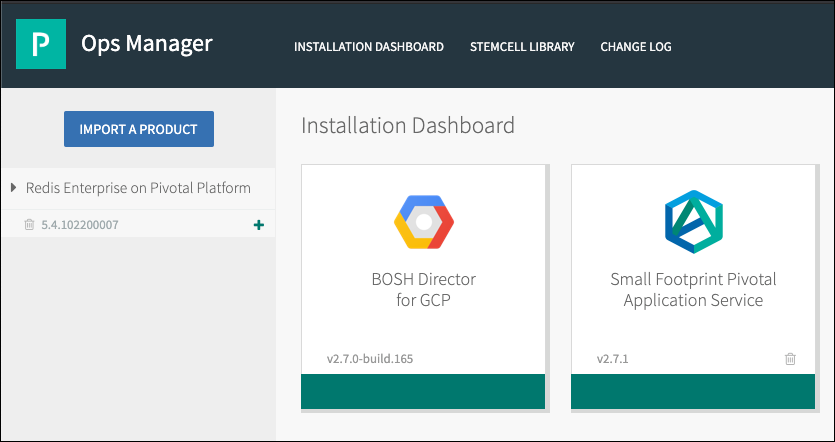 P Ops Manager
INSTALLATION DASHBOARD STEMCELL LIBRARY CHANGE LOG
IMPORT A PRODUCT
Redis Enterprise on Pivotal Platform
5.4.102200007
Installation Dashboard
BOSH Director
for GCP
v2.7.0-build.165
Small Footprint Pivotal
Application Service
v2.7.1